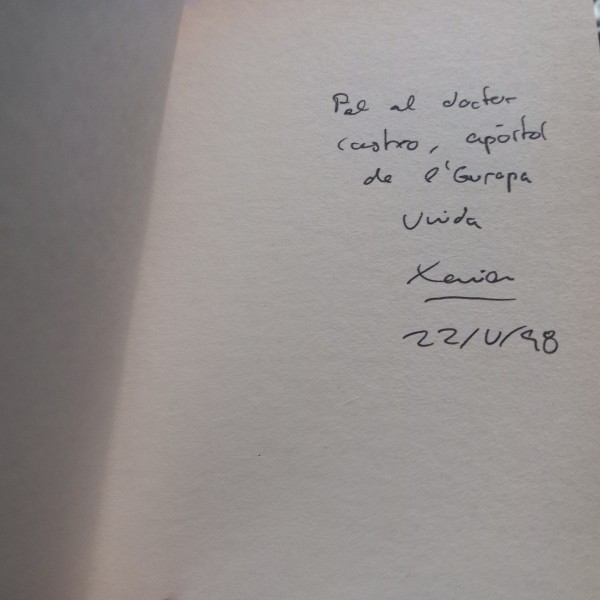 Pel al doctor
Castro, apòstol
de l'Europa
Unida
Xavier
22/V/98